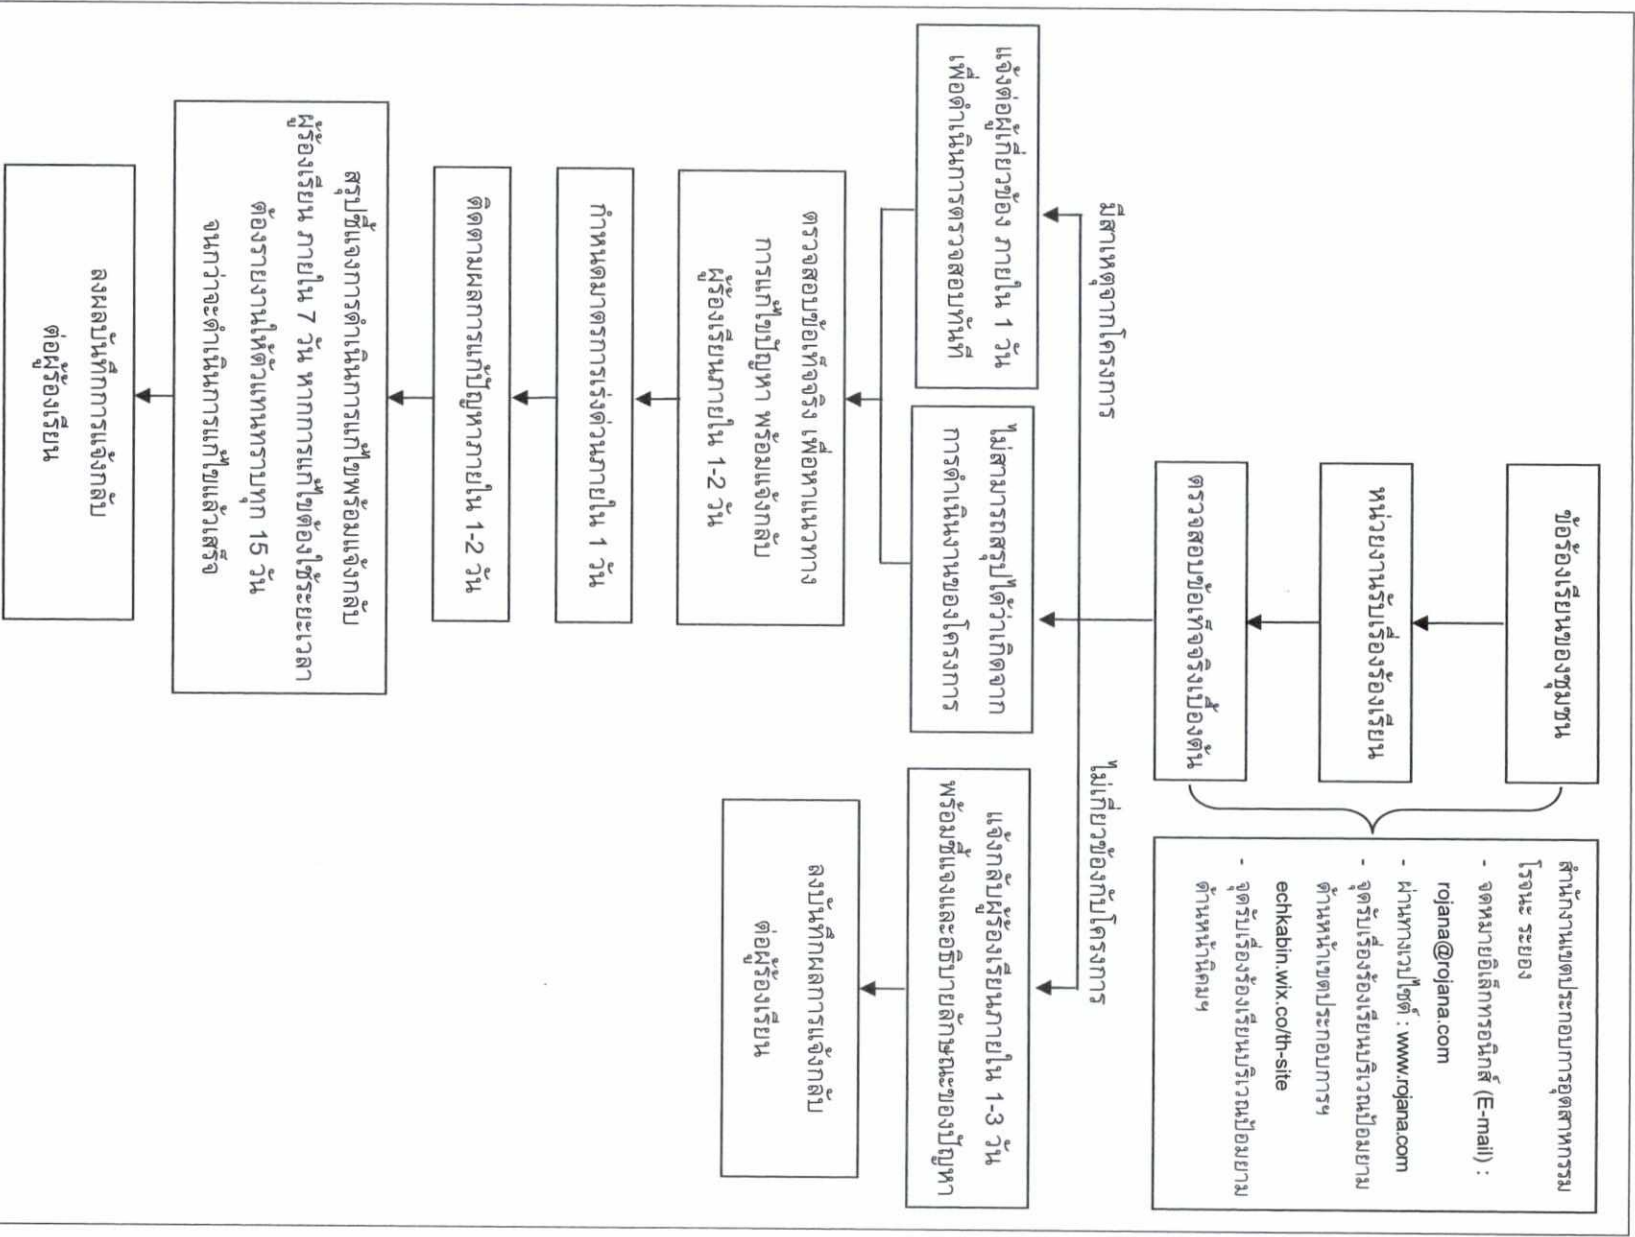 ข้อร้องเรียนของชุมชน
หน่วยงานรับเรื่องร้องเรียน
ตรวจสอบข้อเท็จจริงเบื้องต้น
สำนักงานเขตประกอบการอุตสาหกรรม
โรจนะ ระยอง
- จดหมายอิเล็กทรอนิกส์ (E-mail) :
rojana@rojana.com
- ผ่านทางเวปไซต์ : www.rojana.com
- จุดรับเรื่องร้องเรียนบริเวณป้อมยาม
ด้านหน้าเขตประกอบการฯ
echkabin.wix.co/th-site
- จุดรับเรื่องร้องเรียนบริเวณป้อมยาม
ด้านหน้านิคมฯ
มีสาเหตุจากโครงการ
ไม่เกี่ยวข้องกับโครงการ
แจ้งต่อผู้เกี่ยวข้อง ภายใน 1 วัน
เพื่อดำเนินการตรวจสอบทันที
ไม่สามารถสรุปได้ว่าเกิดจาก
การดำเนินงานของโครงการ
แจ้งกลับผู้ร้องเรียนภายใน 1-3 วัน
พร้อมชี้แจงและอธิบายลักษณะของปัญหา
ตรวจสอบข้อเท็จจริง เพื่อหาแนวทาง
การแก้ไขปัญหา พร้อมแจ้งกลับ
ผู้ร้องเรียนภายใน 1-2 วัน
ลงบันทึกผลการแจ้งกลับ
ต่อผู้ร้องเรียน
กำหนดมาตรการเร่งด่วนภายใน 1 วัน
ติดตามผลการแก้ปัญหาภายใน 1-2 วัน
สรุปชี้แจงการดำเนินการแก้ไขพร้อมแจ้งกลับ
ผู้ร้องเรียน ภายใน 7 วัน หากการแก้ไขต้องใช้ระยะเวลา
ต้องรายงานให้ตัวแทนทราบทุก 15 วัน
จนกว่าจะดำเนินการแก้ไขแล้วเสร็จ
ลงผลบันทึกการแจ้งกลับ
ต่อผู้ร้องเรียน